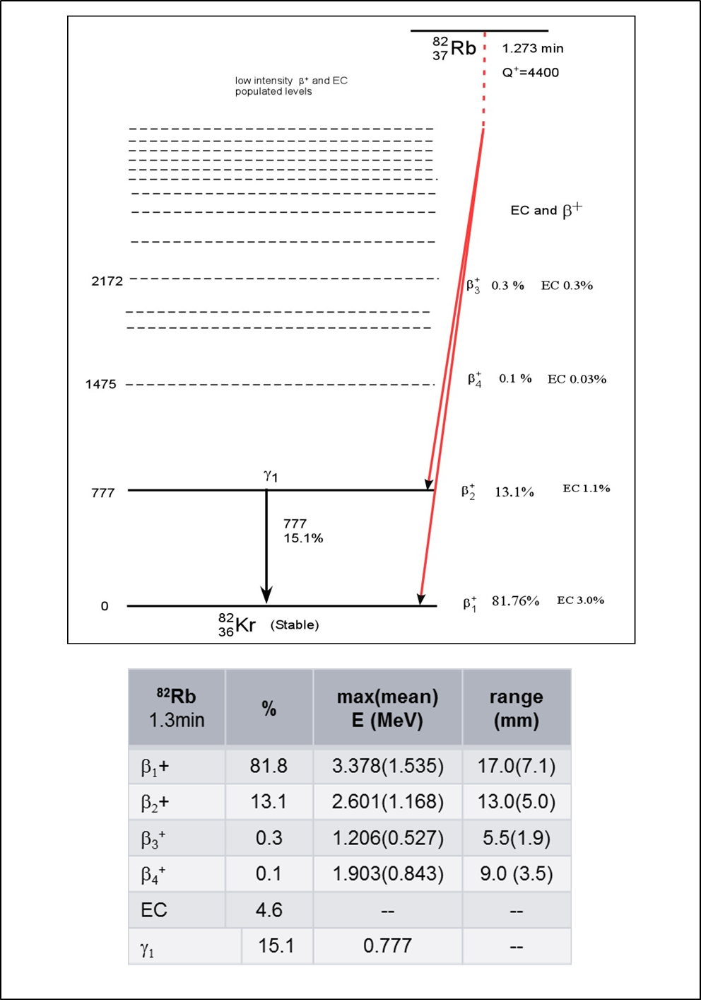 82
37Rb
1.273 min
Q⁺=4400
low intensity β⁺ and EC
populated levels
EC and β⁺
2172
β₃⁺ 0.3 % EC 0.3%
1475
β₄⁺ 0.1 % EC 0.03%
γ1
777
β₂⁺ 13.1% EC 1.1%
777
15.1%
0
β₁⁺ 81.76% EC 3.0%
82
36Kr (Stable)
⁸²Rb
1.3min
%
max(mean)
E (MeV)
range
(mm)
β₁+ 81.8 3.378(1.535) 17.0(7.1)
β₂+ 13.1 2.601(1.168) 13.0(5.0)
β₃⁺ 0.3 1.206(0.527) 5.5(1.9)
β₄⁺ 0.1 1.903(0.843) 9.0 (3.5)
EC 4.6 -- --
γ₁ 15.1 0.777 --